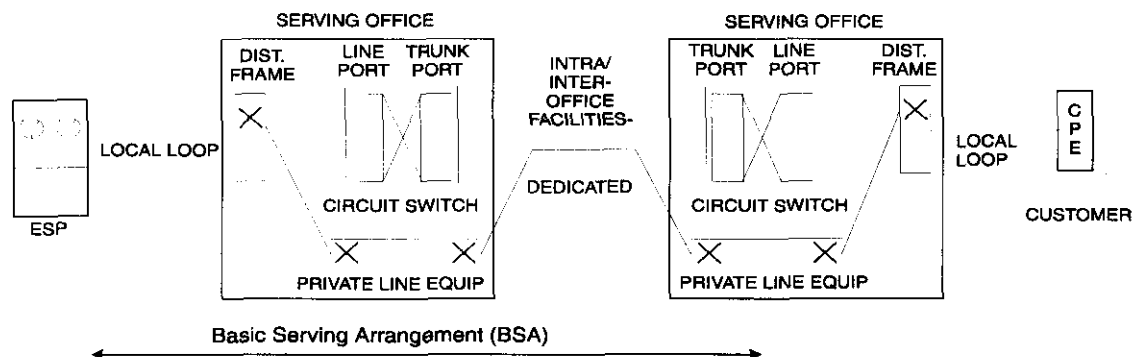 SERVING OFFICE
DIST.
FRAME
LINE
PORT
TRUNK
PORT
CIRCUIT SWITCH
PRIVATE LINE EQUIP
LOCAL LOOP
ESP
INTRA/
INTER-
OFFICE
FACILITIES-
DEDICATED
SERVING OFFICE
TRUNK
PORT
LINE
PORT
DIST.
FRAME
CIRCUIT SWITCH
PRIVATE LINE EQUIP
LOCAL
LOOP
C
P
E
CUSTOMER
Basic Serving Arrangement (BSA)